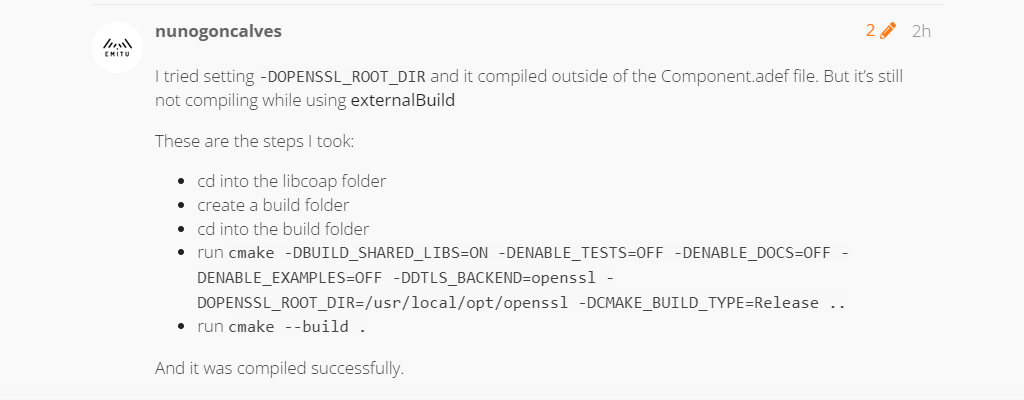 nunogoncalves
2 2h
EMITU
I tried setting -DOPENSSL_ROOT_DIR and it compiled outside of the Component.adef file. But it’s still
not compiling while using externalBuild
These are the steps I took:
• cd into the libcoap folder
• create a build folder
• cd into the build folder
• run cmake -DBUILD_SHARED_LIBS=ON -DENABLE_TESTS=OFF -DENABLE_DOCS=OFF -
DENABLE_EXAMPLES=OFF -DDTLS_BACKEND=openssl -
DOPENSSL_ROOT_DIR=/usr/local/opt/openssl -DCMAKE_BUILD_TYPE=Release ..
• run cmake --build .
And it was compiled successfully.